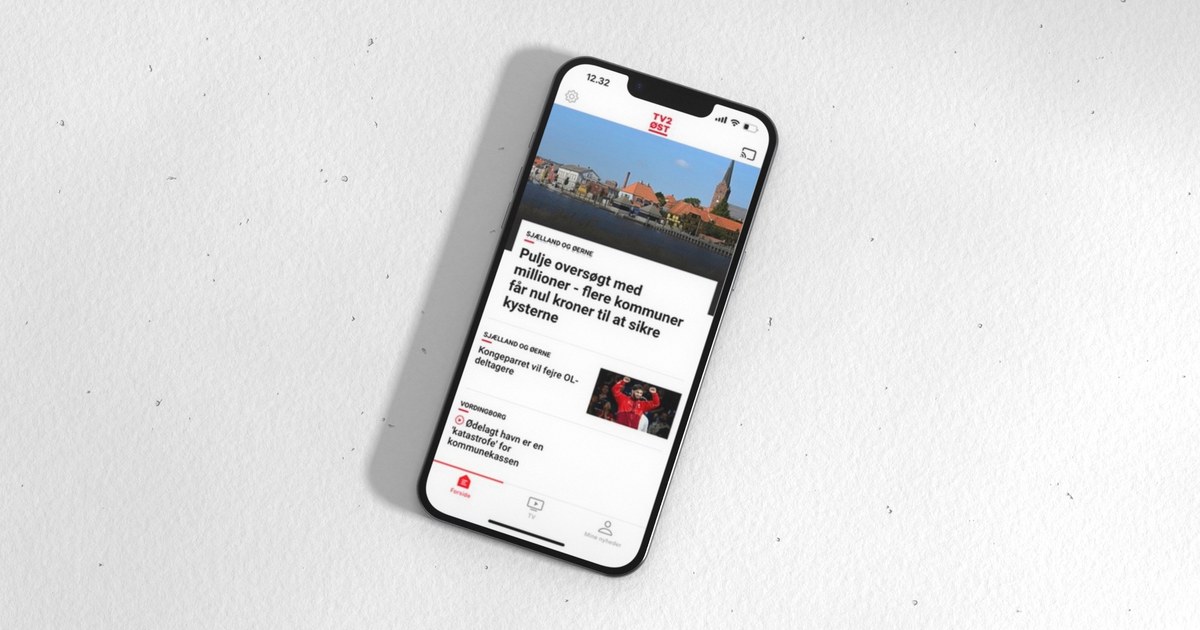 12.32
TV2
ØST
SJÆLLAND OG ØERNE
Pulje oversøgt med
millioner - flere kommuner
får nul kroner til at sikre
kysterne
SJÆLLAND OG ØERNE
Kongeparret vil fejre OL-
deltagere
VORDINGBORG
Ødelagt havn er en
'katastrofe' for
kommunekassen
Forside
TV
Mine nyheder